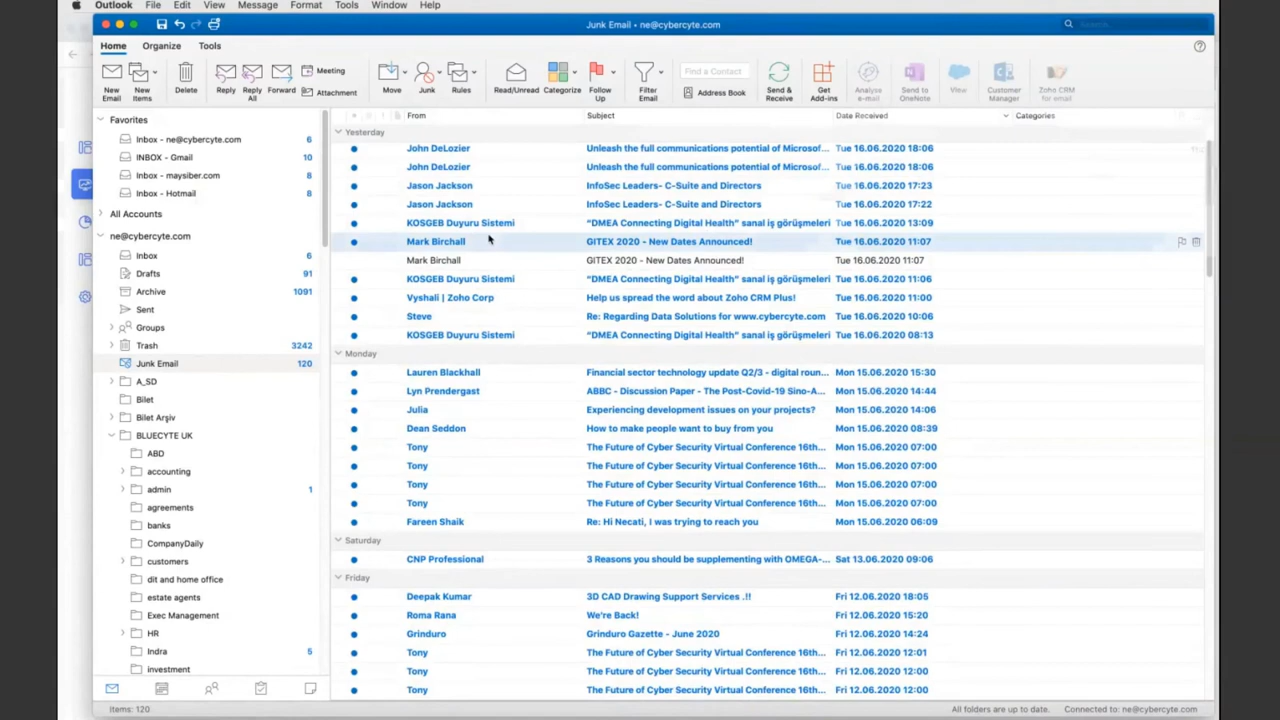 Outlook File Edit View Message Format Tools Window Help
Junk Email • ne@cybercyte.com
Home Organize Tools
New Email
New Items
Delete
Reply
Reply All
Forward
Meeting
Attachment
Move
Junk
Rules
Read/Unread
Categorize
Follow Up
Filter Email
Find a Contact
Address Book
Send & Receive
Get Add-ins
Analyse e-mail
Send to OneNote
View
Customer Manager
Zoho CRM for email
Favorites
Inbox - ne@cybercyte.com 6
INBOX - Gmail 10
Inbox - maysiber.com 8
Inbox - Hotmail 8
All Accounts
ne@cybercyte.com
Inbox 6
Drafts 91
Archive 1091
Sent
Groups
Trash 3242
Junk Email 120
A_SD
Bilet
Bilet Arşiv
BLUECYTE UK
ABD
accounting
admin 1
agreements
banks
CompanyDaily
customers
dit and home office
estate agents
Exec Management
HR
Indra 5
investment
From Subject Date Received Categories
Yesterday
John DeLozier Unleash the full communications potential of Microsof... Tue 16.06.2020 18:06
John DeLozier Unleash the full communications potential of Microsof... Tue 16.06.2020 18:06
Jason Jackson InfoSec Leaders- C-Suite and Directors Tue 16.06.2020 17:23
Jason Jackson InfoSec Leaders- C-Suite and Directors Tue 16.06.2020 17:22
KOSGEB Duyuru Sistemi "DMEA Connecting Digital Health" sanal iş görüşmeleri Tue 16.06.2020 13:09
Mark Birchall GITEX 2020 - New Dates Announced! Tue 16.06.2020 11:07
Mark Birchall GITEX 2020 - New Dates Announced! Tue 16.06.2020 11:07
KOSGEB Duyuru Sistemi "DMEA Connecting Digital Health" sanal iş görüşmeleri Tue 16.06.2020 11:06
Vyshali | Zoho Corp Help us spread the word about Zoho CRM Plus! Tue 16.06.2020 11:00
Steve Re: Regarding Data Solutions for www.cybercyte.com Tue 16.06.2020 10:06
KOSGEB Duyuru Sistemi "DMEA Connecting Digital Health" sanal iş görüşmeleri Tue 16.06.2020 08:13
Monday
Lauren Blackhall Financial sector technology update Q2/3 - digital roun... Mon 15.06.2020 15:30
Lyn Prendergast ABBC - Discussion Paper - The Post-Covid-19 Sino-A... Mon 15.06.2020 14:44
Julia Experiencing development issues on your projects? Mon 15.06.2020 14:06
Dean Seddon How to make people want to buy from you Mon 15.06.2020 08:39
Tony The Future of Cyber Security Virtual Conference 16th... Mon 15.06.2020 07:00
Tony The Future of Cyber Security Virtual Conference 16th... Mon 15.06.2020 07:00
Tony The Future of Cyber Security Virtual Conference 16th... Mon 15.06.2020 07:00
Tony The Future of Cyber Security Virtual Conference 16th... Mon 15.06.2020 07:00
Fareen Shaik Re: Hi Necati, I was trying to reach you Mon 15.06.2020 06:09
Saturday
CNP Professional 3 Reasons you should be supplementing with OMEGA-... Sat 13.06.2020 09:06
Friday
Deepak Kumar 3D CAD Drawing Support Services .!! Fri 12.06.2020 18:05
Roma Rana We're Back! Fri 12.06.2020 15:20
Grinduro Grinduro Gazette - June 2020 Fri 12.06.2020 14:24
Tony The Future of Cyber Security Virtual Conference 16th... Fri 12.06.2020 12:01
Tony The Future of Cyber Security Virtual Conference 16th... Fri 12.06.2020 12:00
Tony The Future of Cyber Security Virtual Conference 16th... Fri 12.06.2020 12:00
Items: 120
All folders are up to date. Connected to: ne@cybercyte.com